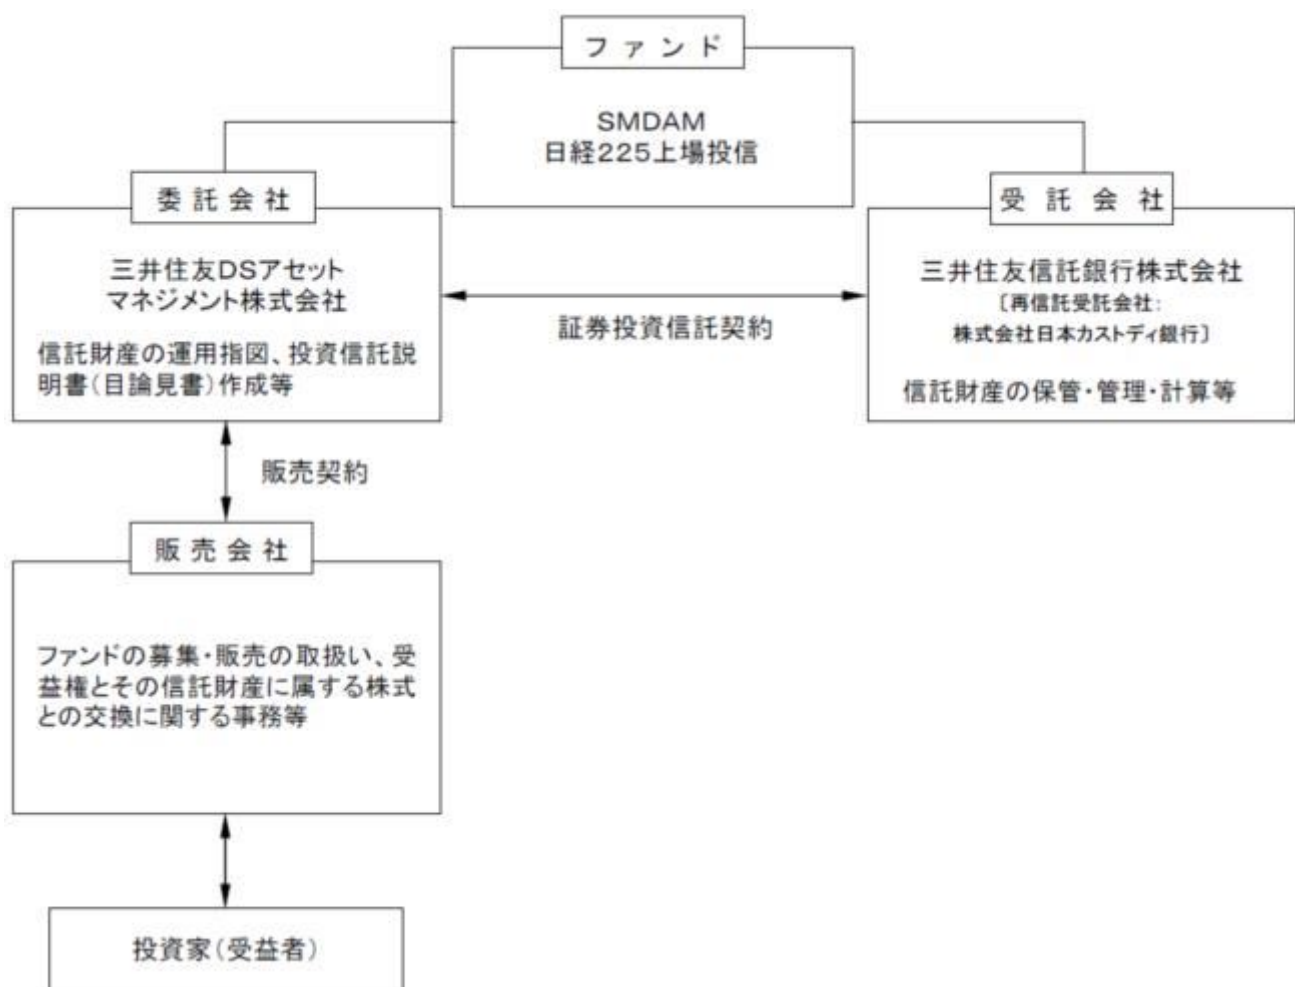 ファンド
SMDAM
日経225上場投信
委託会社
三井住友DSアセット
マネジメント株式会社
信託財産の運用指図、投資信託説
明書(目論見書)作成等
証券投資信託契約
受託会社
三井住友信託銀行株式会社
〔再信託受託会社:
株式会社日本カストディ銀行〕
信託財産の保管・管理・計算等
販売契約
販売会社
ファンドの募集・販売の取扱い、受
益権とその信託財産に属する株式
との交換に関する事務等
投資家(受益者)